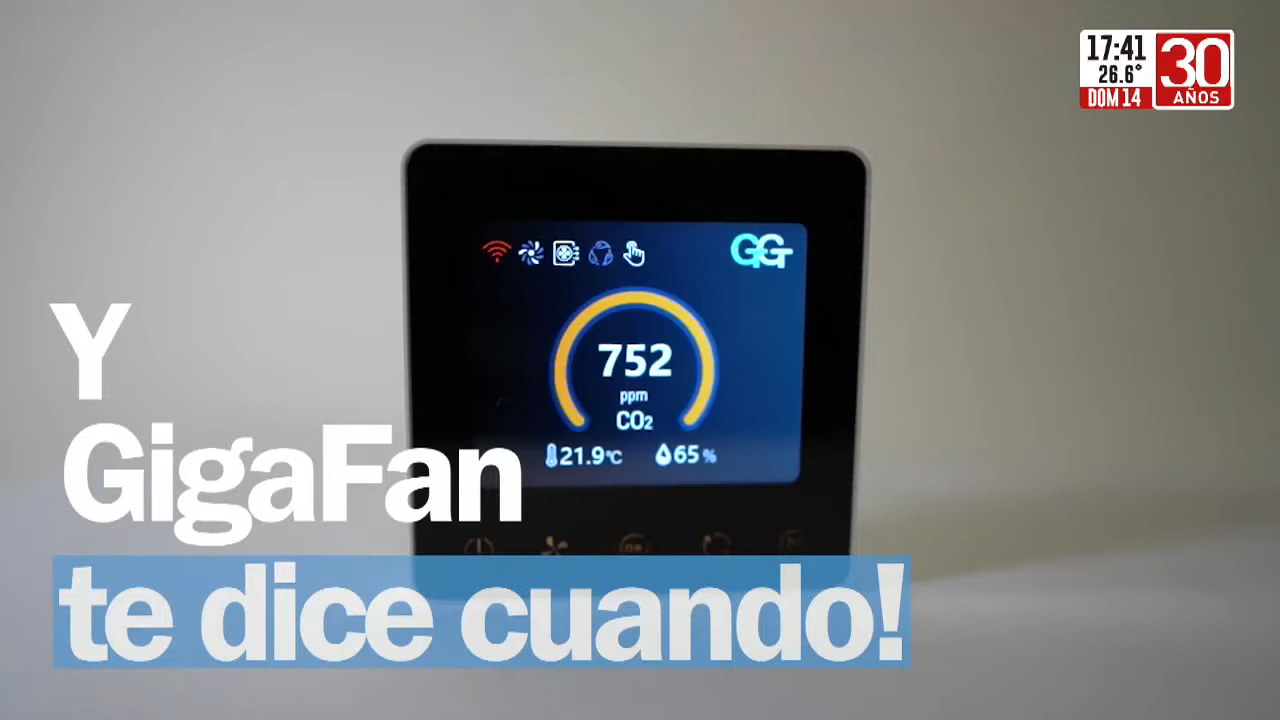 17:41
26.6°
DOM 14
30
AÑOS
GG
752
ppm
CO₂
21.9°C
65 %
Y
GigaFan
te dice cuando!